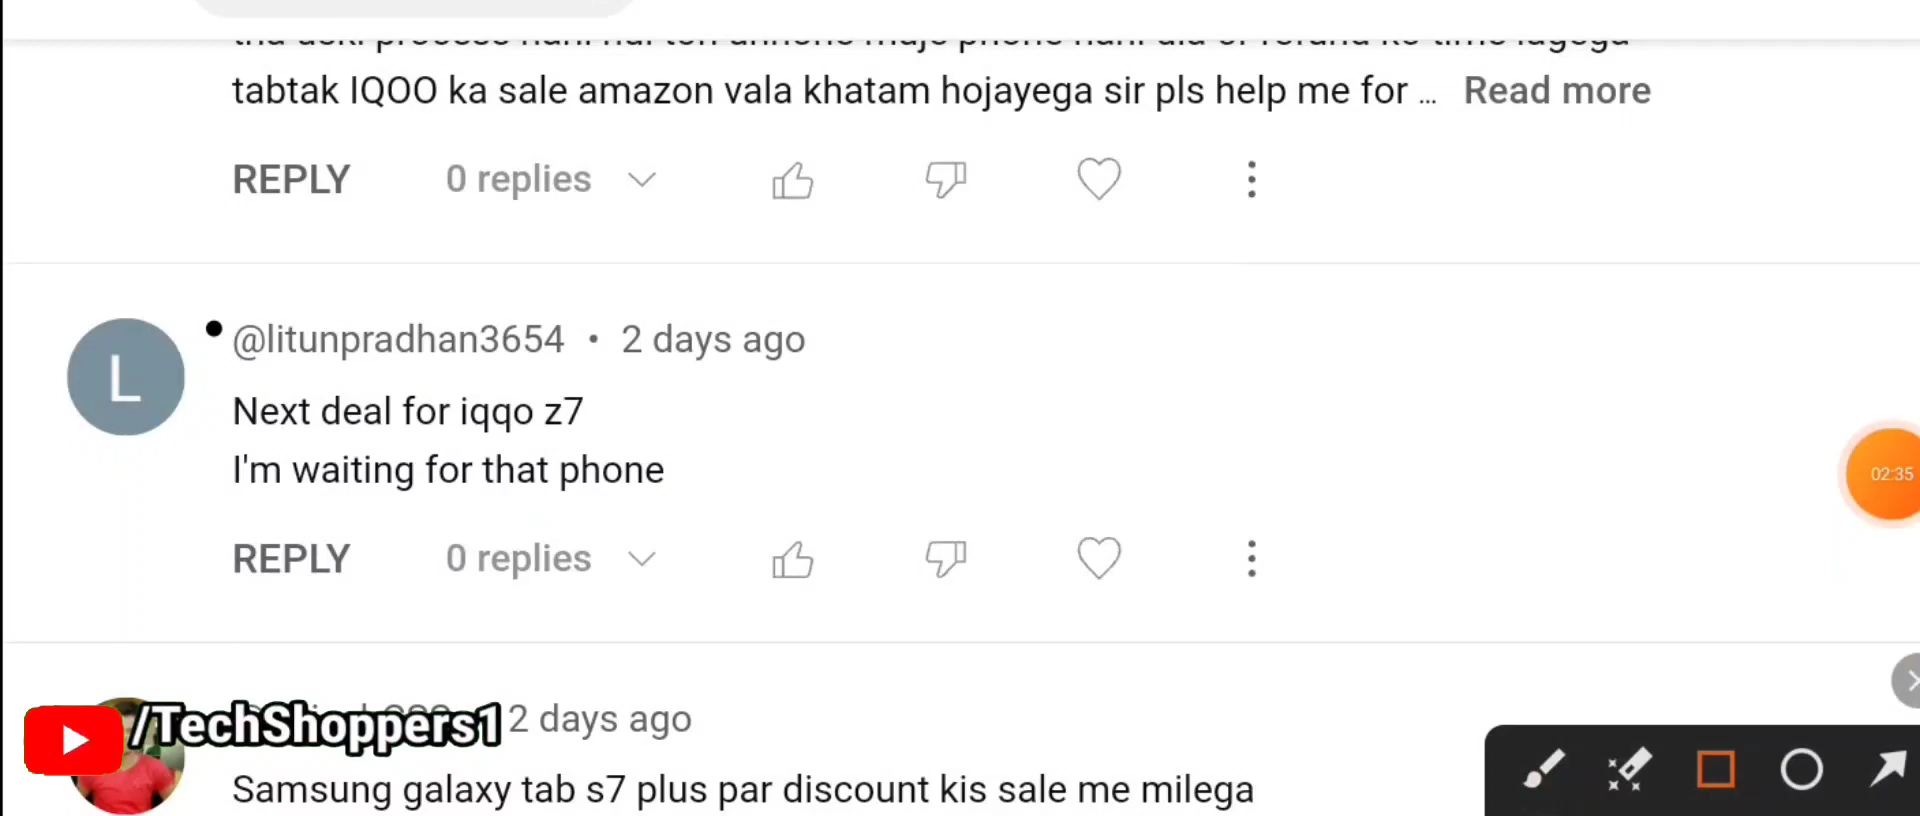 tabtak IQOO ka sale amazon vala khatam hojayega sir pls help me for ... Read more
REPLY 0 replies
L
@litunpradhan3654 • 2 days ago
Next deal for iqqo z7
I'm waiting for that phone
02:35
REPLY 0 replies
/TechShoppers1 2 days ago
Samsung galaxy tab s7 plus par discount kis sale me milega